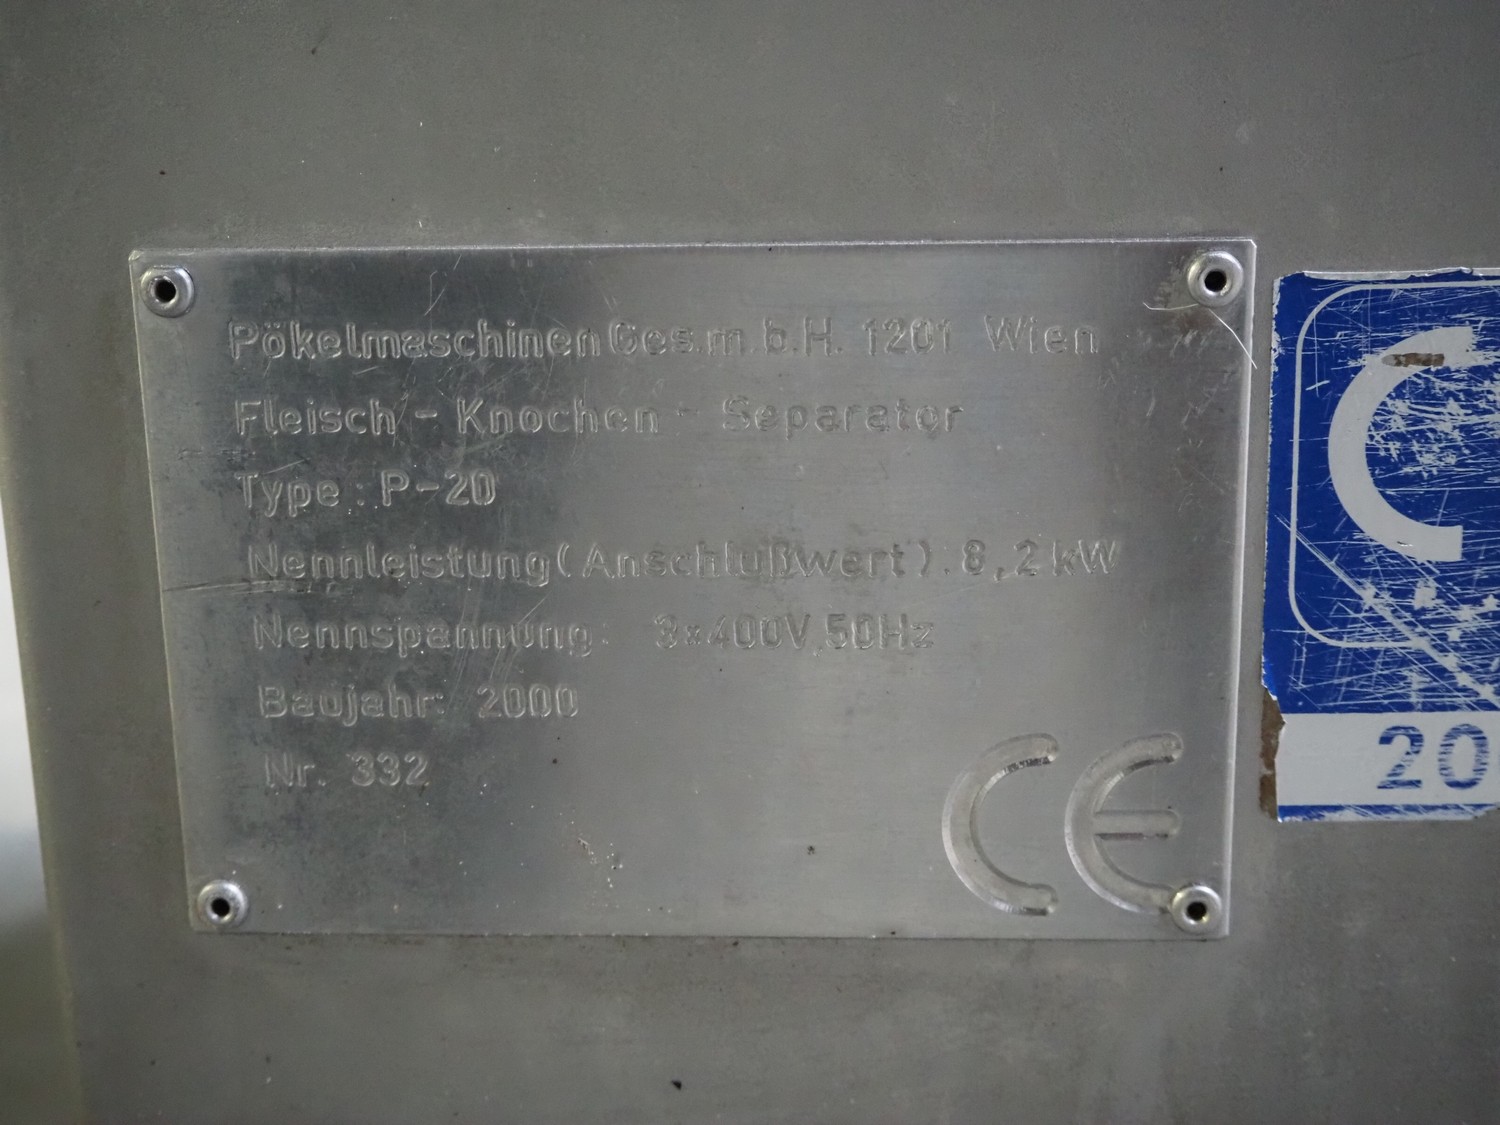 Pökelmaschinen Ges.m.b.H. 1201 Wien
Fleisch - Knochen - Separator
Type: P-20
Nennleistung (Anschlußwert): 8,2 kW
Nennspannung: 3x400V, 50Hz
Baujahr: 2000
Nr. 332
CE
C
20